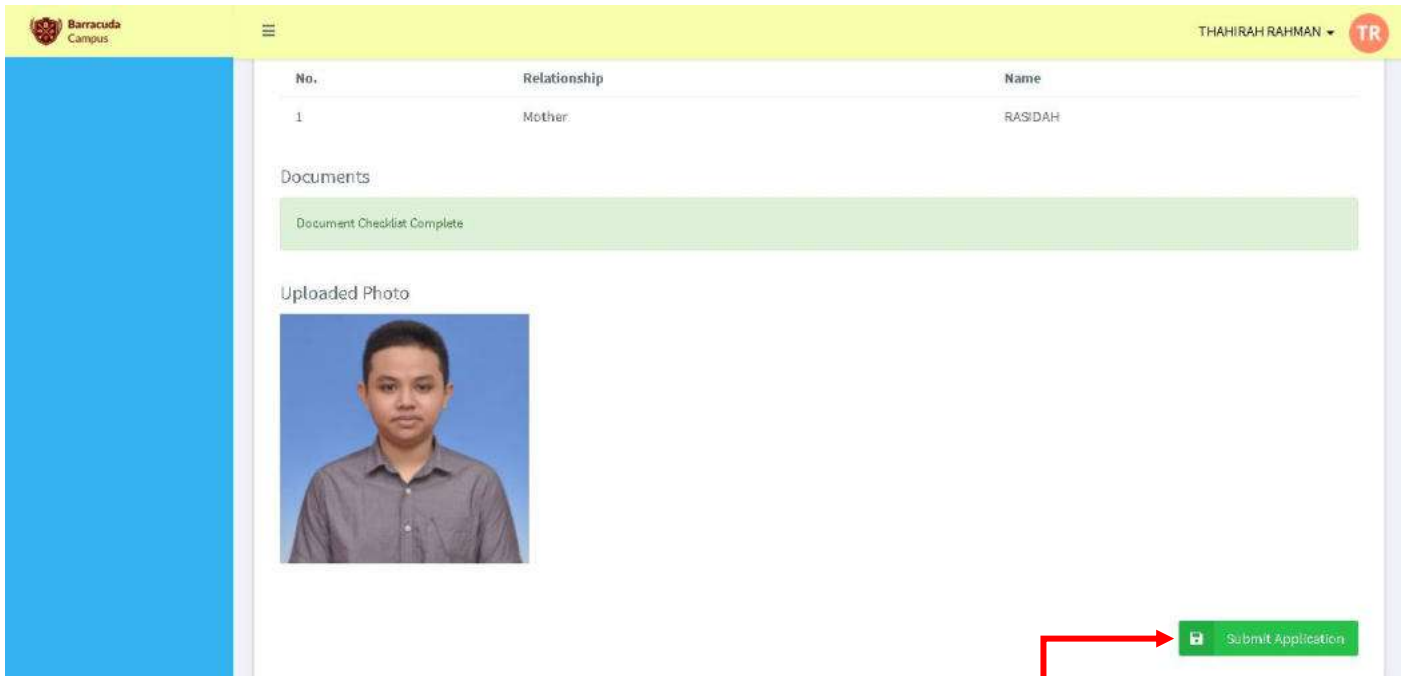 Barracuda
Campus
THAHIRAH RAHMAN
TR
No. Relationship Name
1 Mother RASIDAH
Documents
Document Checklist Complete
Uploaded Photo
Submit Application